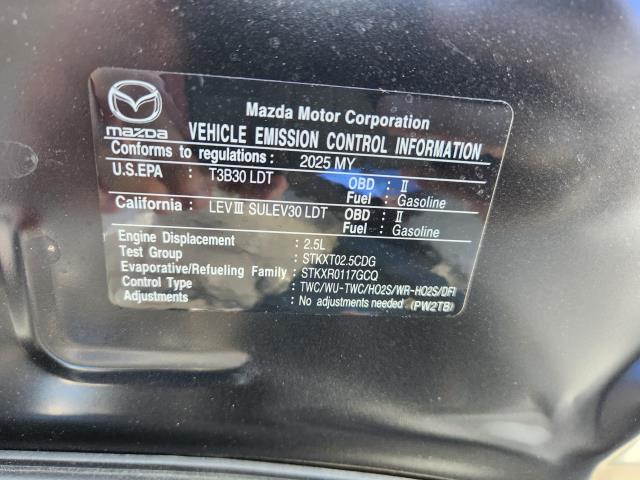 mazda
Mazda Motor Corporation
VEHICLE EMISSION CONTROL INFORMATION
Conforms to regulations: 2025 MY
U.S.EPA : T3B30 LDT OBD : II
Fuel : Gasoline
California : LEVⅢ SULEV30 LDT OBD : II
Fuel : Gasoline
Engine Displacement : 2.5L
Test Group : STKXT02.5CDG
Evaporative/Refueling Family : STKXR0117GCQ
Control Type : TWC/WU-TWC/HO2S/WR-HO2S/DFI
Adjustments : No adjustments needed (PW2TB)